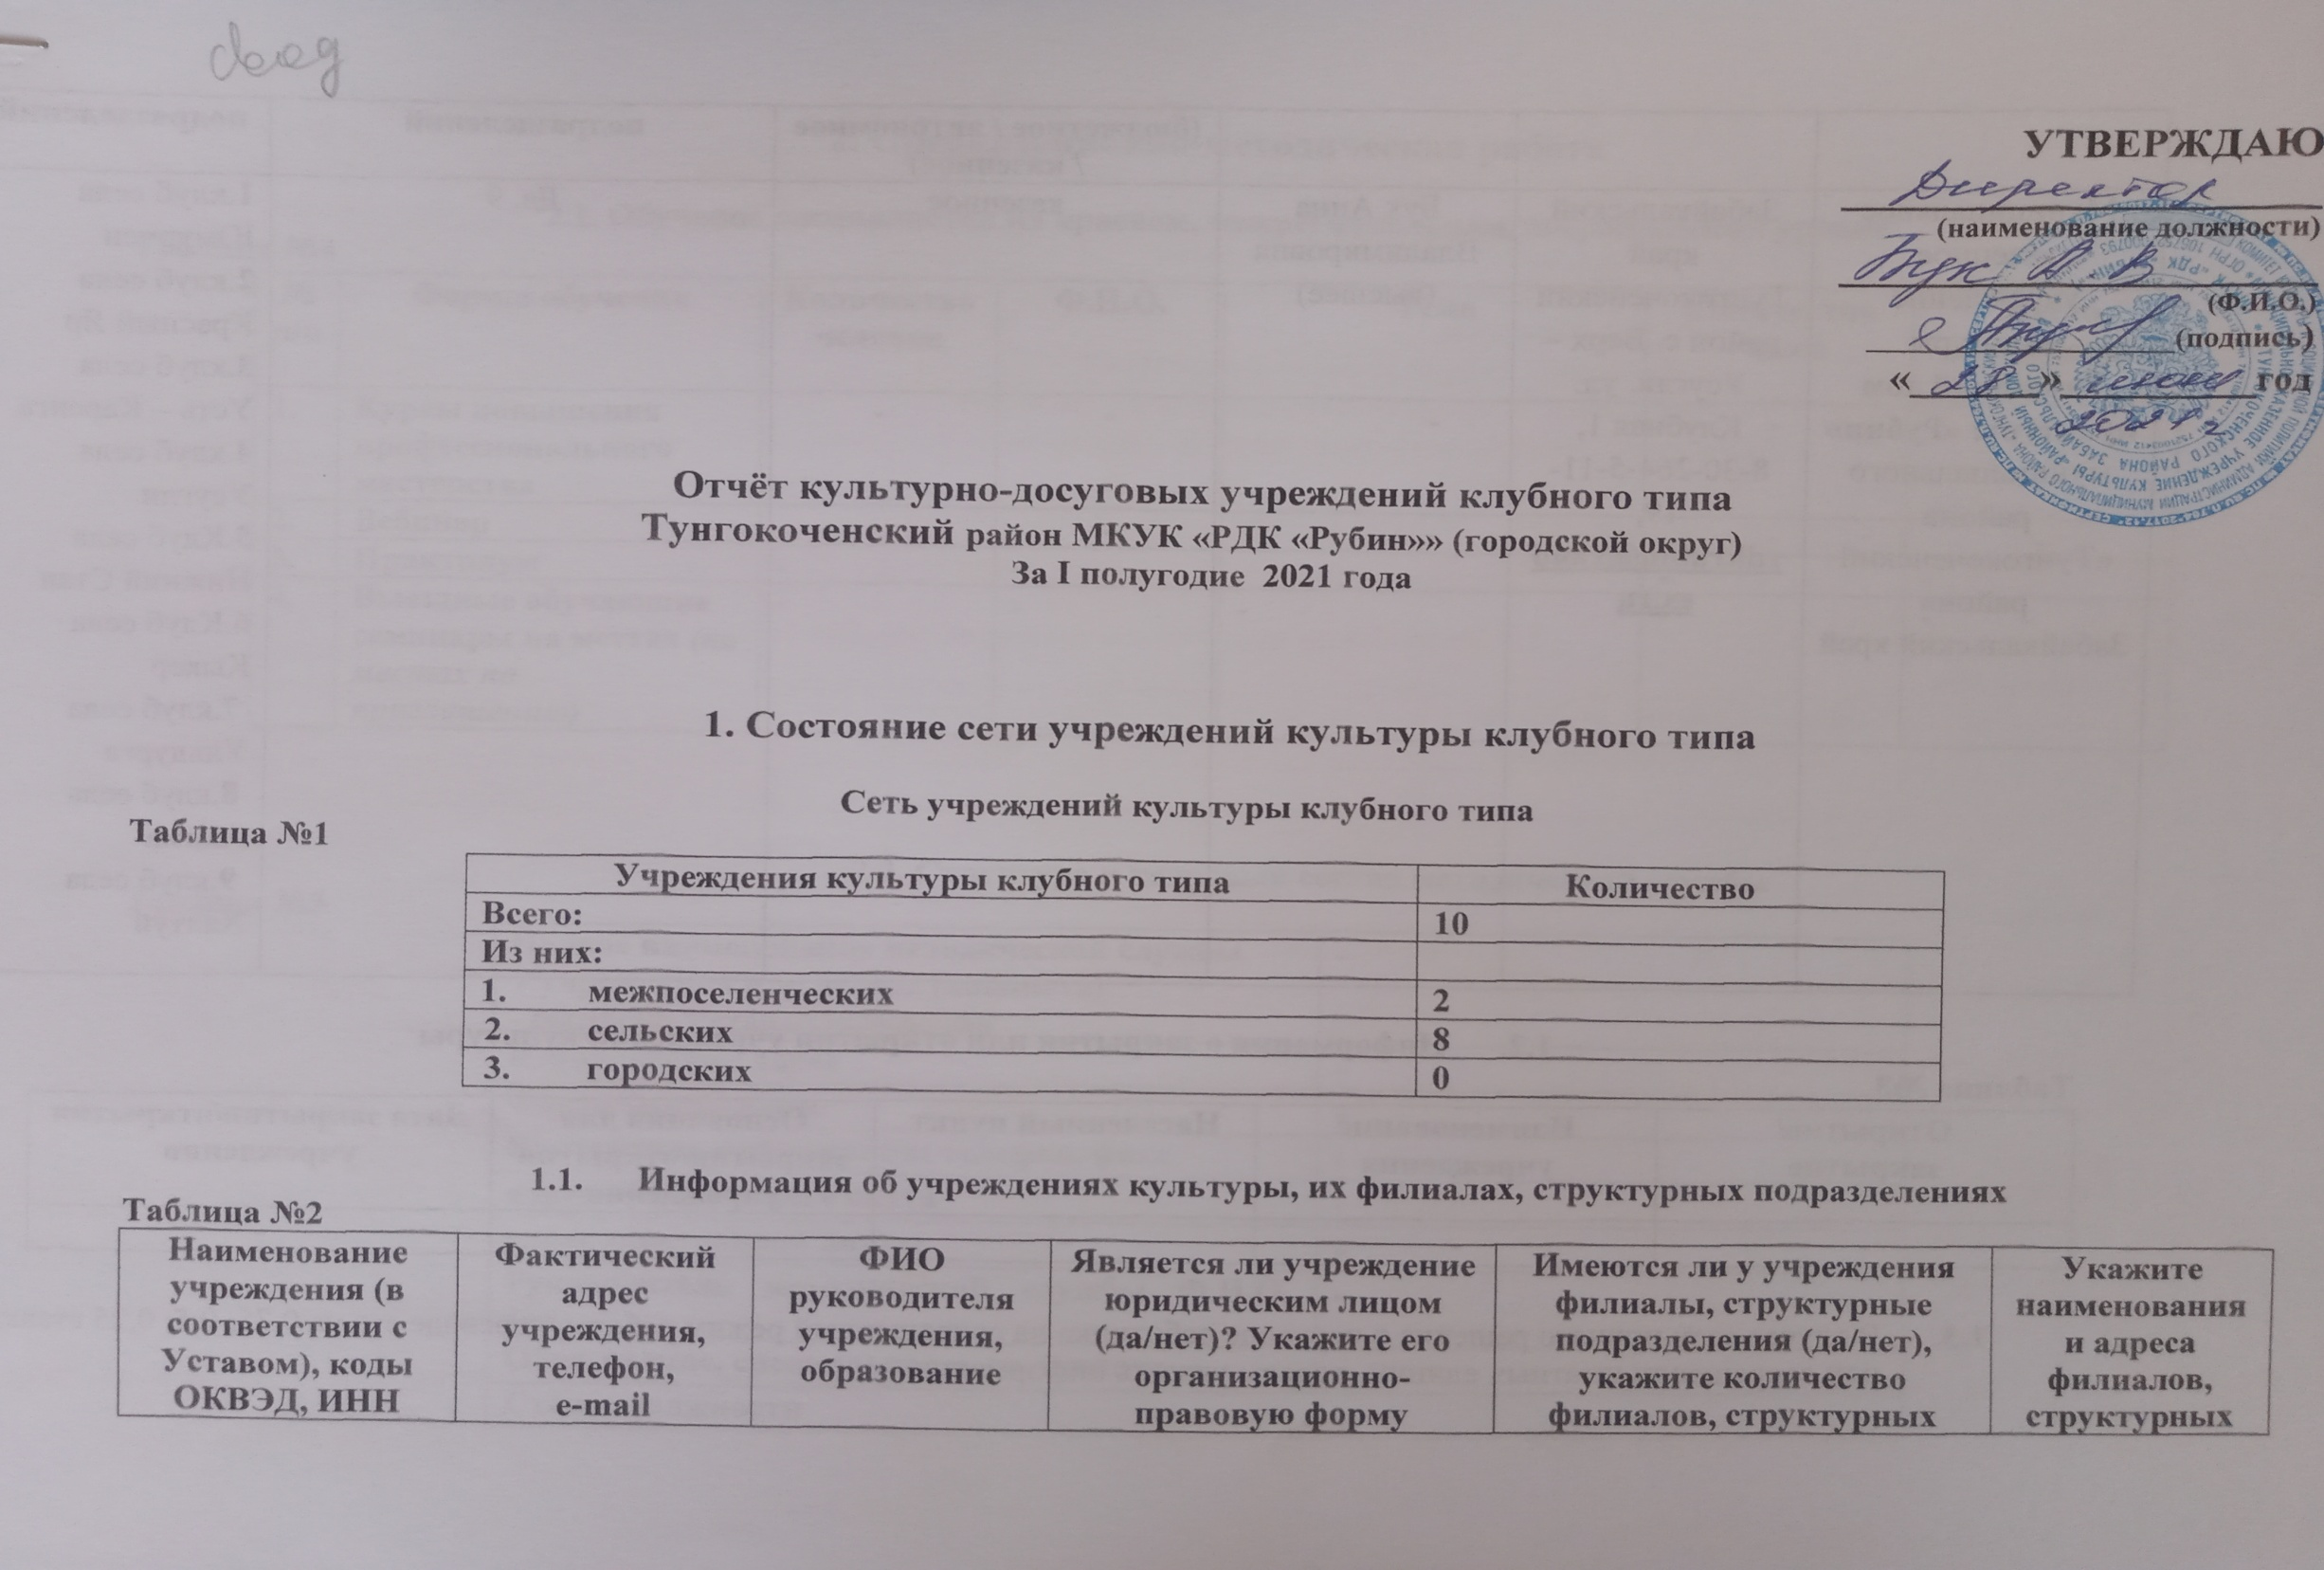 свод
УТВЕРЖДАЮ
Директор
(наименование должности)
А. В.
(Ф.И.О.)
(подпись)
«28» июня год
2021 г
Отчёт культурно-досуговых учреждений клубного типа
Тунгокоченский район МКУК «РДК «Рубин»» (городской округ)
За I полугодие 2021 года
1. Состояние сети учреждений культуры клубного типа
Сеть учреждений культуры клубного типа
Таблица №1
Учреждения культуры клубного типа Количество
Всего: 10
Из них:
1. межпоселенческих 2
2. сельских 8
3. городских 0
1.1. Информация об учреждениях культуры, их филиалах, структурных подразделениях
Таблица №2
Наименование
учреждения (в
соответствии с
Уставом), коды
ОКВЭД, ИНН
Фактический
адрес
учреждения,
телефон,
e-mail
ФИО
руководителя
учреждения,
образование
Является ли учреждение
юридическим лицом
(да/нет)? Укажите его
организационно-
правовую форму
Имеются ли у учреждения
филиалы, структурные
подразделения (да/нет),
укажите количество
филиалов, структурных
Укажите
наименования
и адреса
филиалов,
структурных